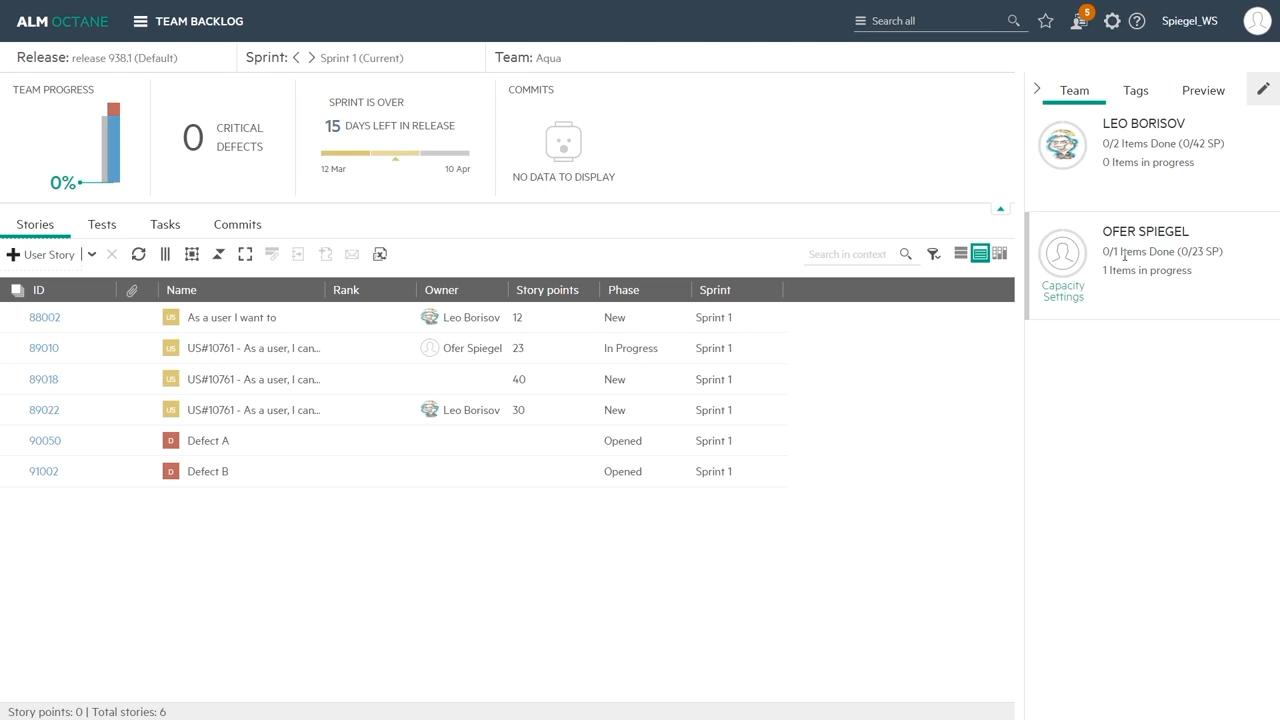 ALM OCTANE
TEAM BACKLOG
Search all
5
?
Spiegel_WS
Release: release 938.1 (Default)
Sprint: < > Sprint 1 (Current)
Team: Aqua
TEAM PROGRESS
0%
0
CRITICAL
DEFECTS
SPRINT IS OVER
15 DAYS LEFT IN RELEASE
12 Mar
10 Apr
COMMITS
NO DATA TO DISPLAY
Team
Tags
Preview
LEO BORISOV
0/2 Items Done (0/42 SP)
0 Items in progress
OFER SPIEGEL
0/1 Items Done (0/23 SP)
1 Items in progress
Capacity
Settings
Stories
Tests
Tasks
Commits
User Story
Search in context
ID Name Rank Owner Story points Phase Sprint
88002 US As a user I want to Leo Borisov 12 New Sprint 1
89010 US US#10761 - As a user, I can... Ofer Spiegel 23 In Progress Sprint 1
89018 US US#10761 - As a user, I can... 40 New Sprint 1
89022 US US#10761 - As a user, I can... Leo Borisov 30 New Sprint 1
90050 D Defect A Opened Sprint 1
91002 D Defect B Opened Sprint 1
Story points: 0 | Total stories: 6